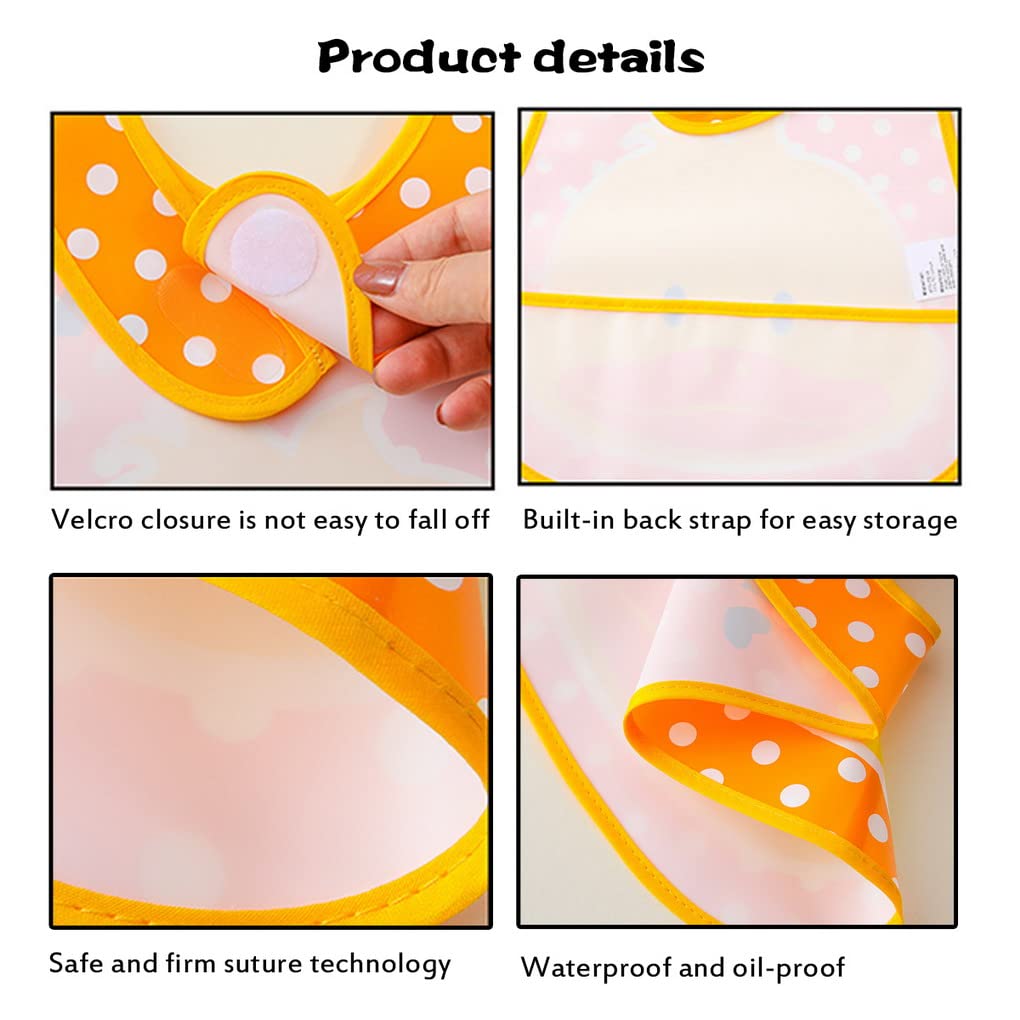 Product details
Velcro closure is not easy to fall off
Built-in back strap for easy storage
Safe and firm suture technology
Waterproof and oil-proof